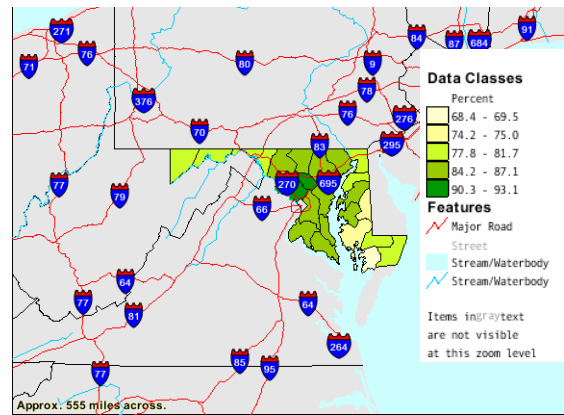 271
76
71
80
84
87
684
91
9
78
376
76
276
70
83
295
77
79
270
695
66
64
77
81
64
264
85
95
77
Approx: 555 miles across.
Data Classes
Percent
68.4 - 69.5
74.2 - 75.0
77.8 - 81.7
84.2 - 87.1
90.3 - 93.1
Features
Major Road
Street
Stream/Waterbody
Stream/Waterbody
Items in gray text
are not visible
at this zoom level